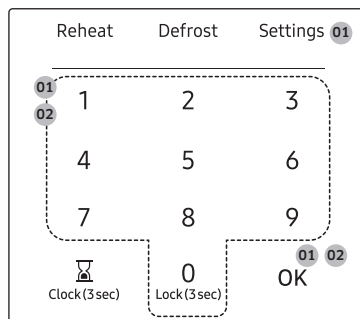 Reheat Defrost Settings 01
01
1 2 3
02
4 5 6
7 8 9
01 02
0 OK
Clock(3sec) Lock(3sec)